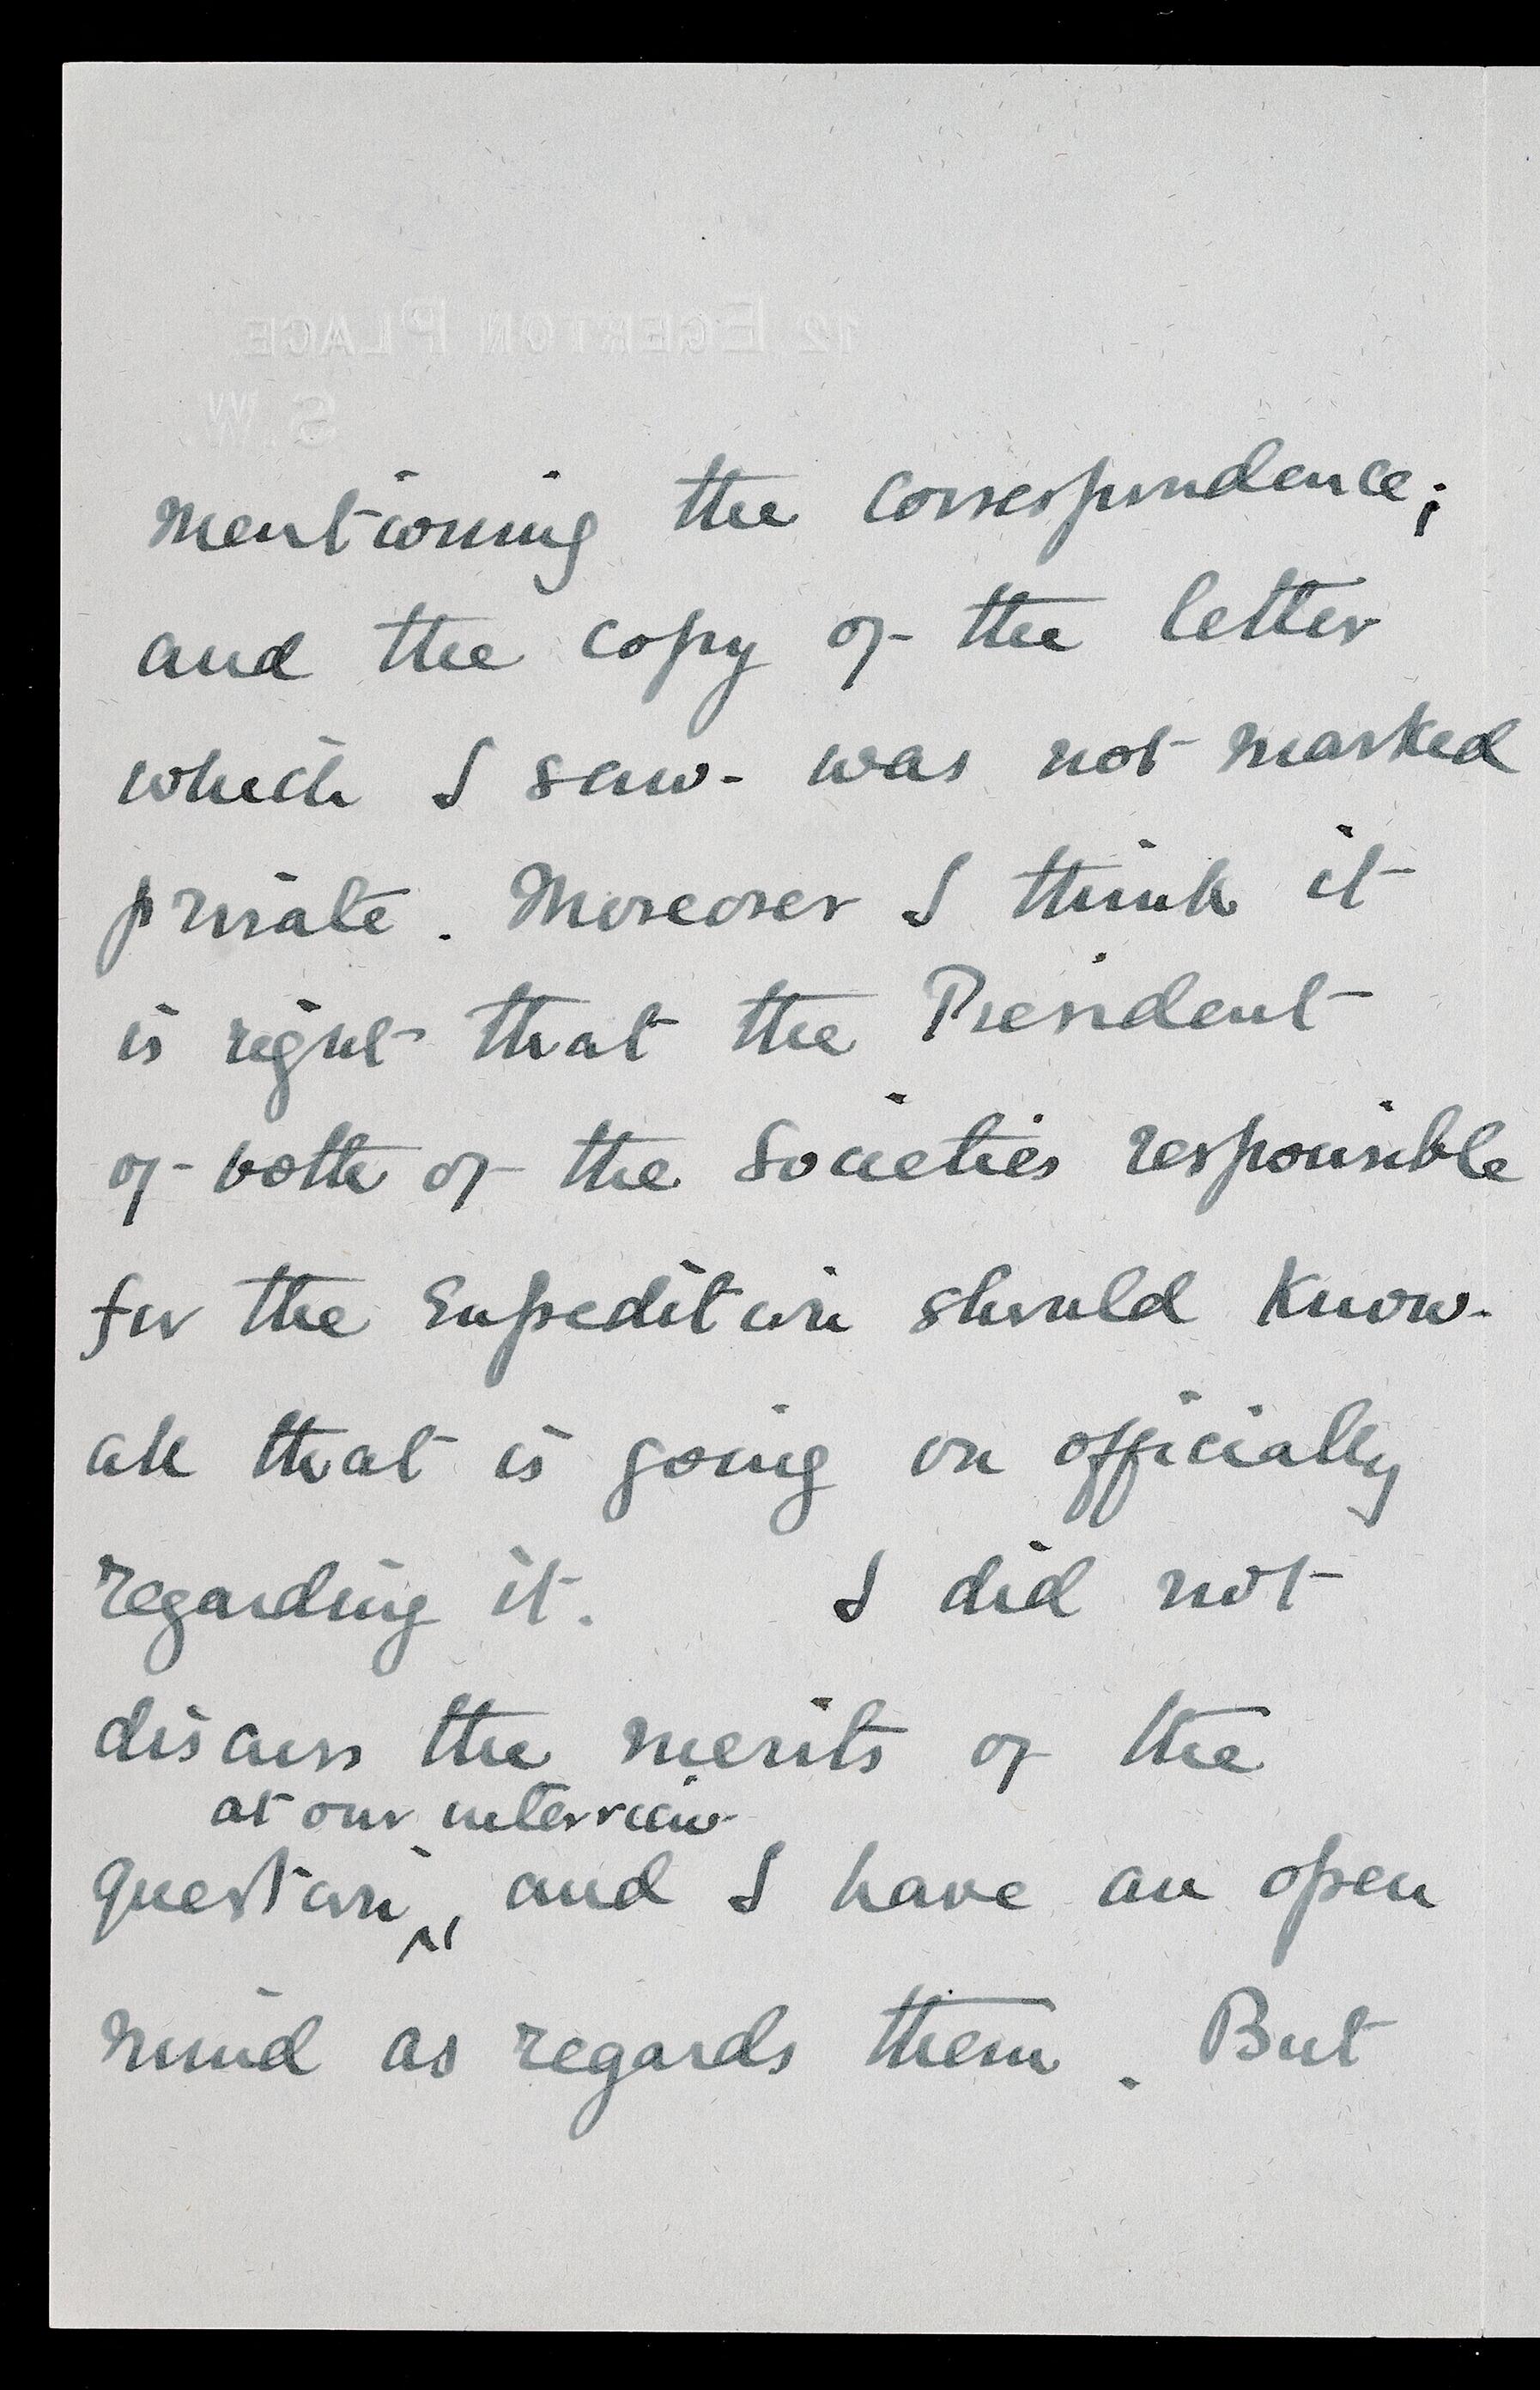 12 EGERTON PLACE
S.W.
mentioning the correspondence;
and the copy of the letter
which I saw was not marked
private. Moreover I think it
is right that the President
of both of the Societies responsible
for the Expedition should know
all that is going on officially
regarding it. I did not
discuss the merits of the
at our interview
question, and I have an open
mind as regards them. But